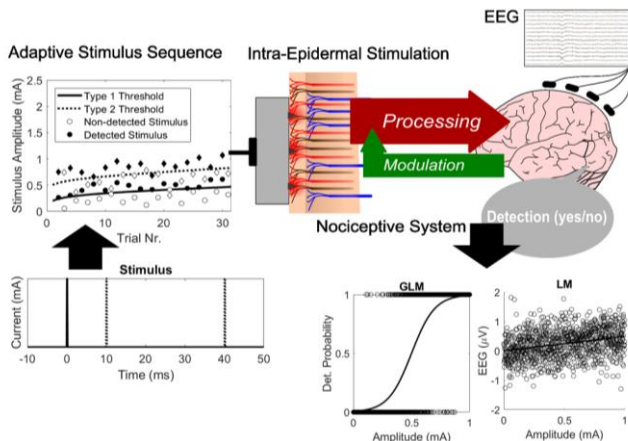 EEG
Adaptive Stimulus Sequence
Intra-Epidermal Stimulation
2.5
2
1.5
1
0.5
0
Stimulus Amplitude (mA)
Type 1 Threshold
Type 2 Threshold
Non-detected Stimulus
Detected Stimulus
0 10 20 30
Trial Nr.
Processing
Modulation
Nociceptive System
Detection (yes/no)
Stimulus
Current (mA)
-10 0 10 20 30 40 50
Time (ms)
GLM
Det. Probability
1
0.5
0
0 0.5 1
Amplitude (mA)
LM
EEG (μV)
2
1
0
-1
-2
0 0.5 1
Amplitude (mA)